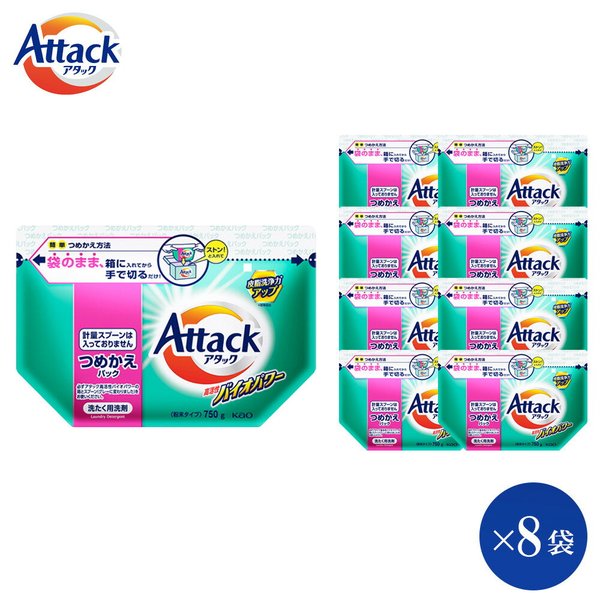 Attack
アタック
簡単 つめかえ方法
袋のまま、箱に入れてから
手で切るだけ!
ストン!
と入れて
皮脂洗浄力
アップ
計量スプーンは
入っておりません
つめかえ
パック
洗たく用洗剤
Laundry Detergent
Attack
アタック
高活性バイオパワー
(粉末タイプ) 750g Kao
×8袋